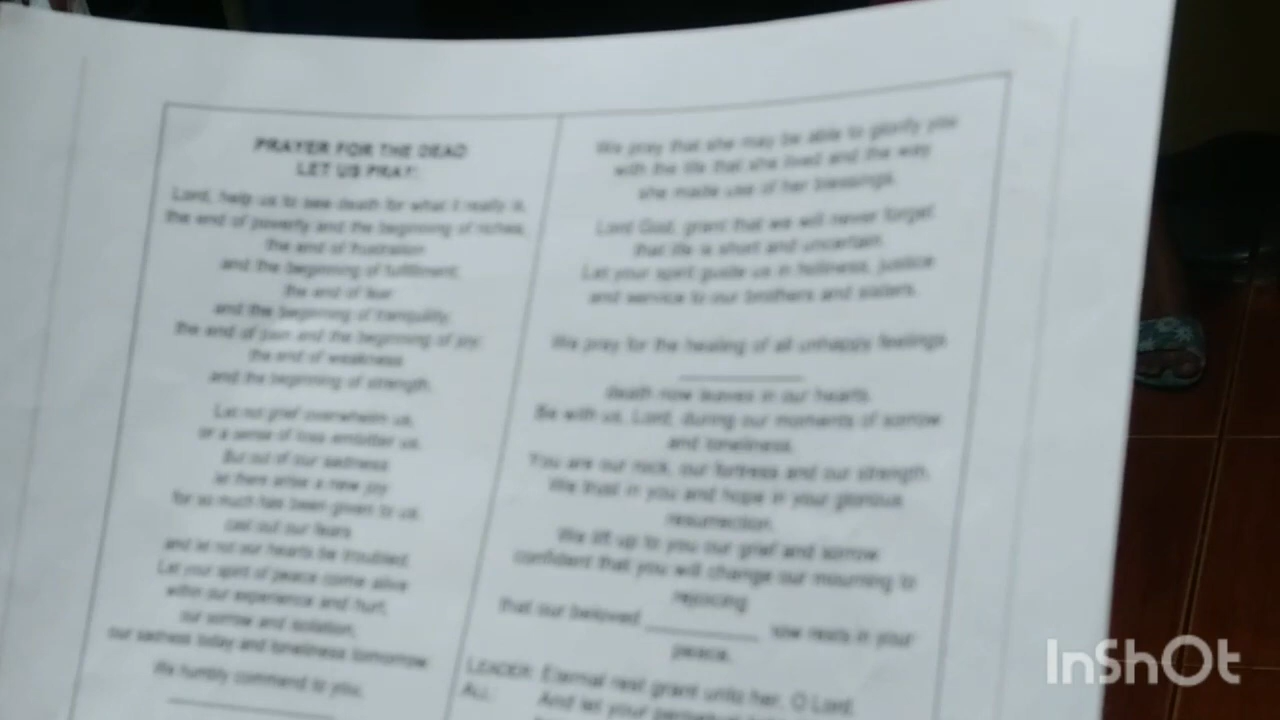 PRAYER FOR THE DEAD
LET US PRAY:
Lord, help us to see death for what it really is,
the end of poverty and the beginning of riches,
the end of frustration
and the beginning of fulfillment,
the end of fear
and the beginning of tranquility,
the end of pain and the beginning of joy,
the end of weakness
and the beginning of strength.
Let not grief overwhelm us,
or a sense of loss embitter us.
But out of our sadness
let there arise a new joy
for so much has been given to us.
cast out our fears
and let not our hearts be troubled.
Let your spirit of peace come alive
within our experience and hurt,
our sorrow and isolation,
our sadness today and loneliness tomorrow.
We humbly commend to you,
We pray that she may be able to glorify you
with the life that she lived and the way
she made use of her blessings.
Lord God, grant that we will never forget
that life is short and uncertain.
Let your spirit guide us in holiness, justice
and service to our brothers and sisters.
We pray for the healing of all unhappy feelings
__________
death now leaves in our hearts.
Be with us, Lord, during our moments of sorrow
and loneliness.
You are our rock, our fortress and our strength.
We trust in you and hope in your glorious
resurrection.
We lift up to you our grief and sorrow
confident that you will change our mourning to
rejoicing
that our beloved __________ now rests in your
peace.
LEADER: Eternal rest grant unto her, O Lord.
ALL: And let your perpetual
InShOt